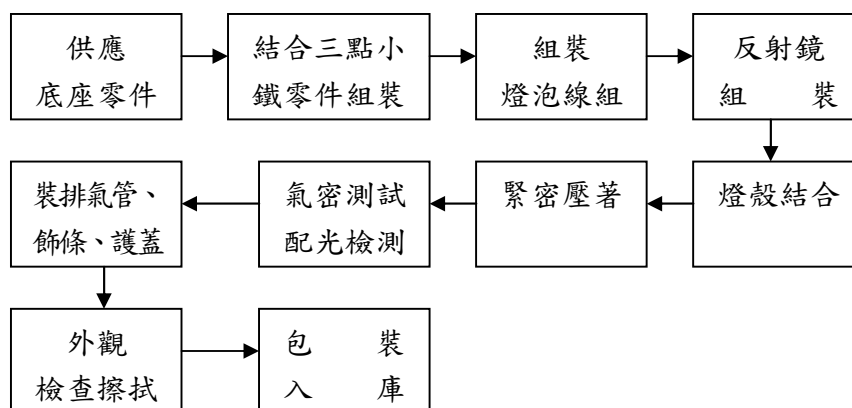 供應
底座零件
結合三點小
鐵零件組裝
組裝
燈泡線組
反射鏡
組裝
燈殼結合
緊密壓著
氣密測試
配光檢測
裝排氣管、
飾條、護蓋
外觀
檢查擦拭
包裝
入庫